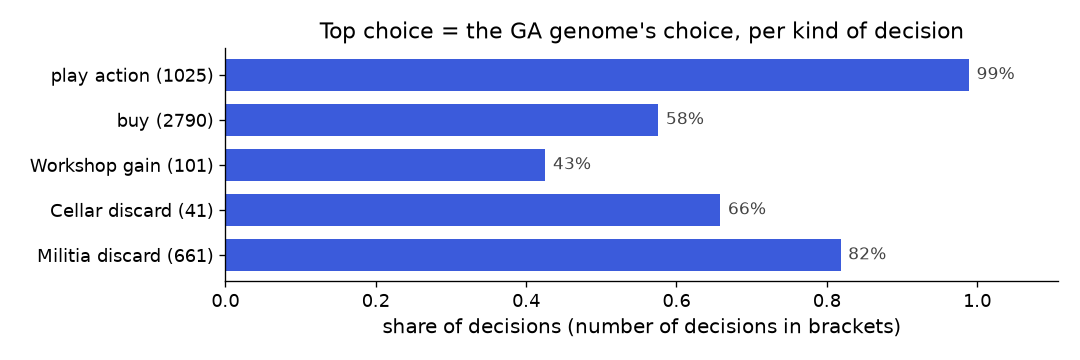 Top choice = the GA genome's choice, per kind of decision
play action (1025)
99%
buy (2790)
58%
Workshop gain (101)
43%
Cellar discard (41)
66%
Militia discard (661)
82%
0.0 0.2 0.4 0.6 0.8 1.0
share of decisions (number of decisions in brackets)